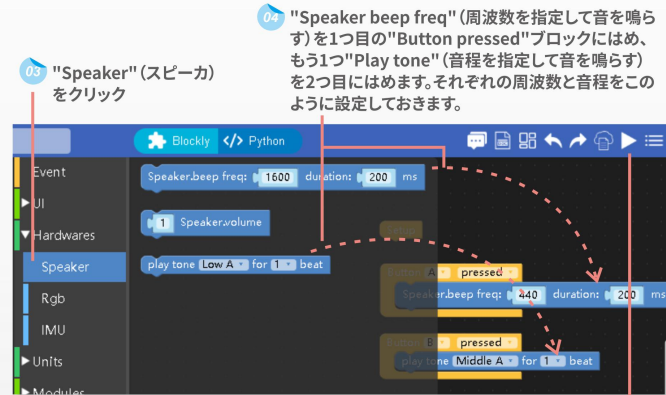 04 "Speaker beep freq"(周波数を指定して音を鳴ら
す)を1つ目の"Button pressed"ブロックにはめ、
もう1つ"Play tone"(音程を指定して音を鳴らす)
を2つ目にはめます。それぞれの周波数と音程をこの
ように設定しておきます。
03 "Speaker"(スピーカ)
をクリック
Blockly </> Python
Event
UI
Hardwares
Speaker
Rgb
IMU
Units
Modules
Speaker.beep freq: 1600 duration: 200 ms
1 Speaker.volume
play tone Low A for 1 beat
Setup
Button A pressed
Speaker.beep freq: 440 duration: 200 ms
Button B pressed
play tone Middle A for 1 beat